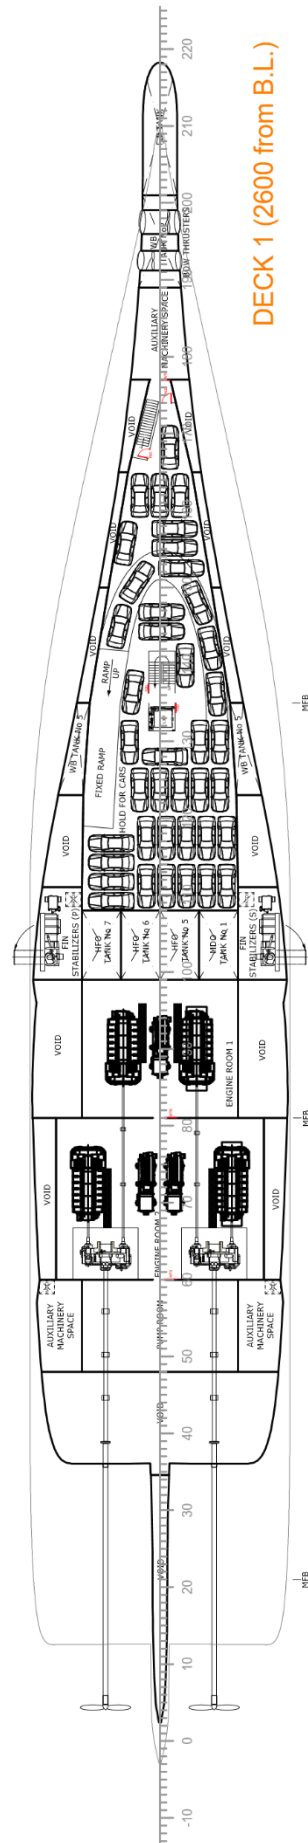 DECK 1 (2600 from B.L.)
220
210
200
BOW THRUSTERS
AUXILIARY
MACHINERY SPACE
VOID
VOID
VOID
VOID
VOID
RAMP
UP
FIXED RAMP
HOLD FOR CARS
WB TANK No 5
WB TANK No 5
MFB
VOID
VOID
FIN
STABILIZERS (P)
HFO
TANK No 7
HFO
TANK No 6
HFO
TANK No 5
MDO
TANK No 1
FIN
STABILIZERS (S)
VOID
ENGINE ROOM 1
VOID
80
MFB
VOID
70
ENGINE ROOM 2
VOID
60
AUXILIARY
MACHINERY
SPACE
PUMP ROOM
AUXILIARY
MACHINERY
SPACE
50
VOID
40
30
VOID
20
MFB
10
0
-10